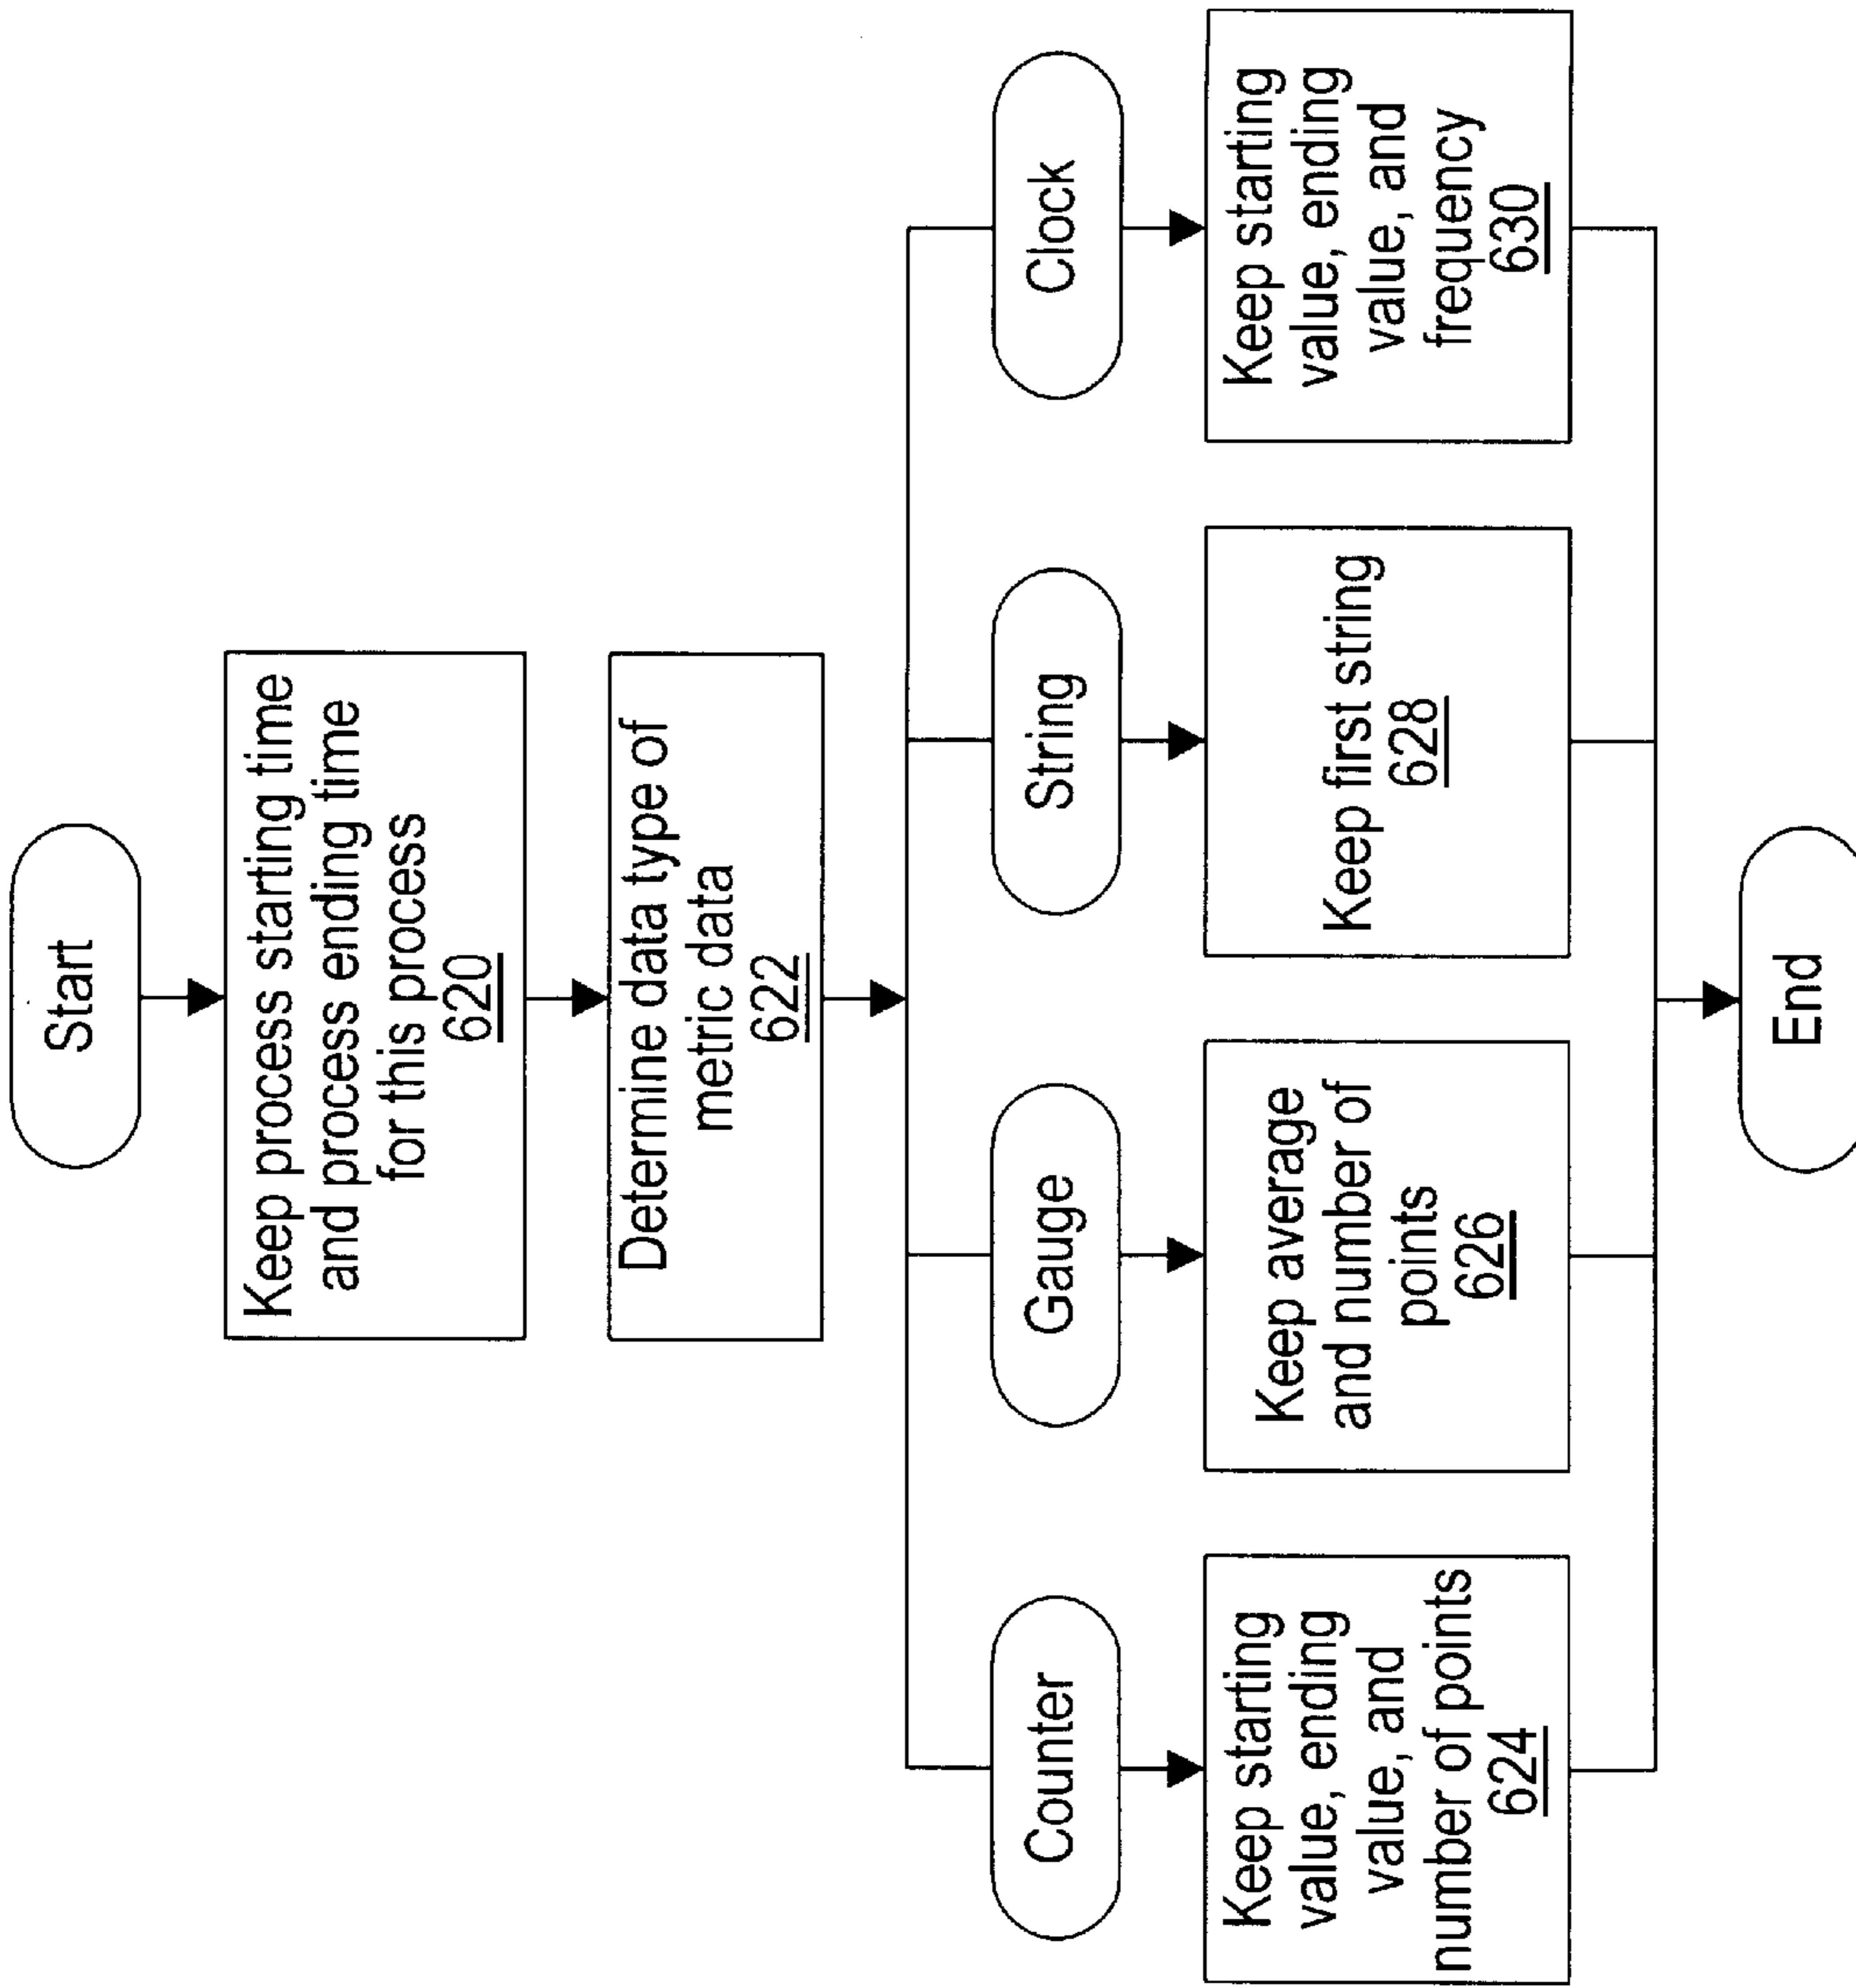 Start
Keep process starting time
and process ending time
for this process
620
Determine data type of
metric data
622
Counter
Keep starting
value, ending
value, and
number of points
624
Gauge
Keep average
and number of
points
626
String
Keep first string
628
Clock
Keep starting
value, ending
value, and
frequency
630
End